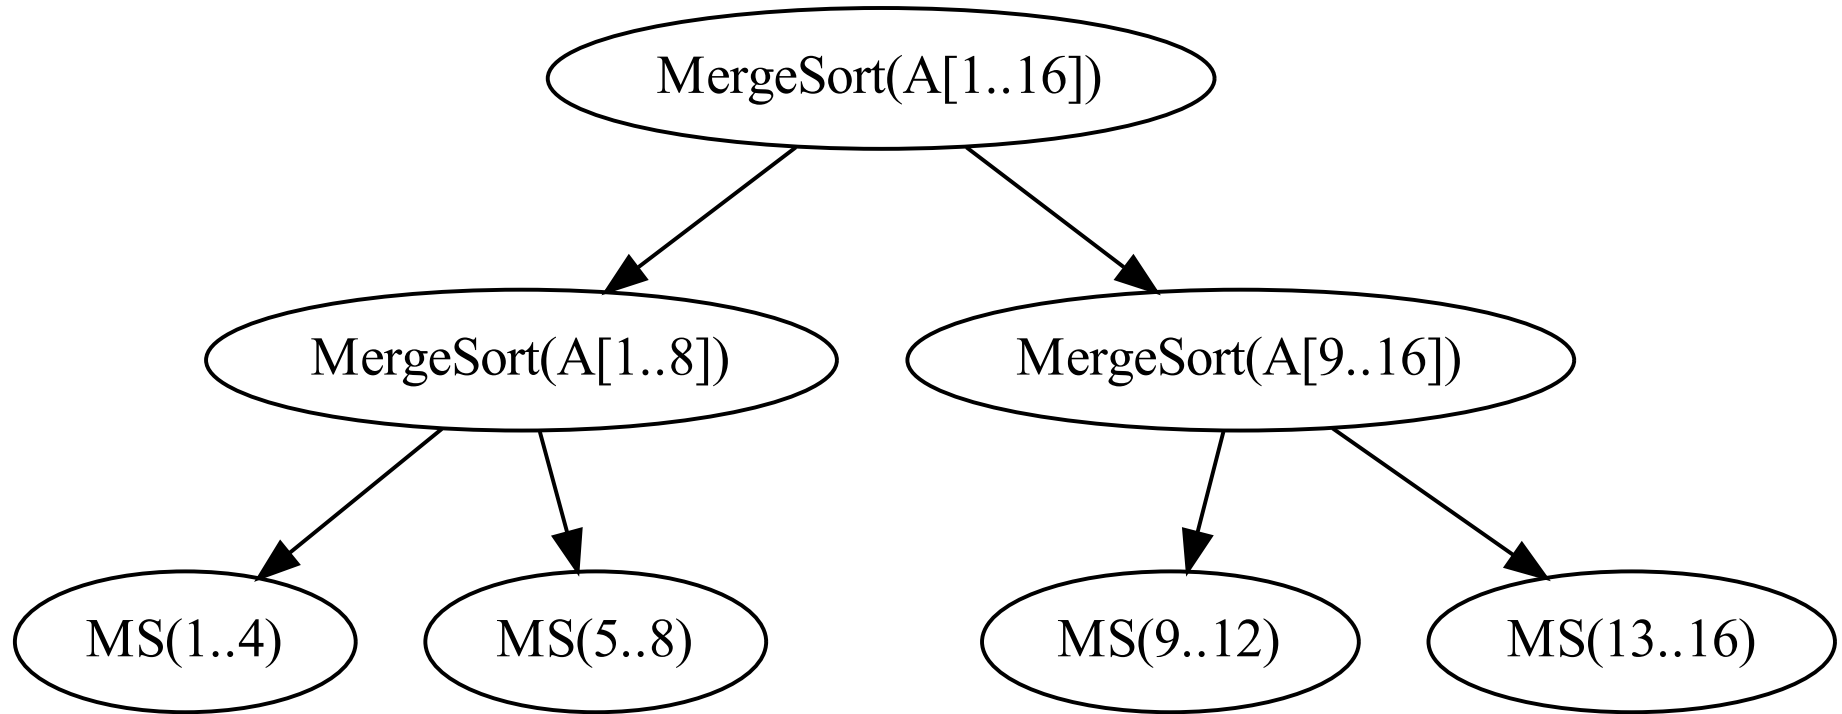 MergeSort(A[1..16])
MergeSort(A[1..8])
MergeSort(A[9..16])
MS(1..4)
MS(5..8)
MS(9..12)
MS(13..16)